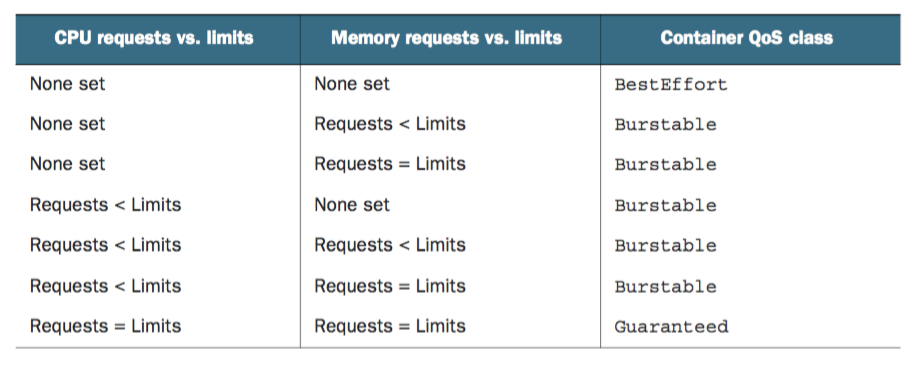 CPU requests vs. limits Memory requests vs. limits Container QoS class
None set None set BestEffort
None set Requests < Limits Burstable
None set Requests = Limits Burstable
Requests < Limits None set Burstable
Requests < Limits Requests < Limits Burstable
Requests < Limits Requests = Limits Burstable
Requests = Limits Requests = Limits Guaranteed